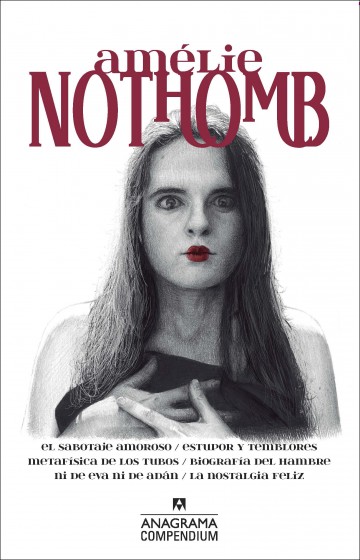 amélie
NOTHOMB
el sabotaje amoroso / estupor y temblores
metafísica de los tubos / biografía del hambre
ni de eva ni de adán / la nostalgia feliz
ANAGRAMA
COMPENDIUM